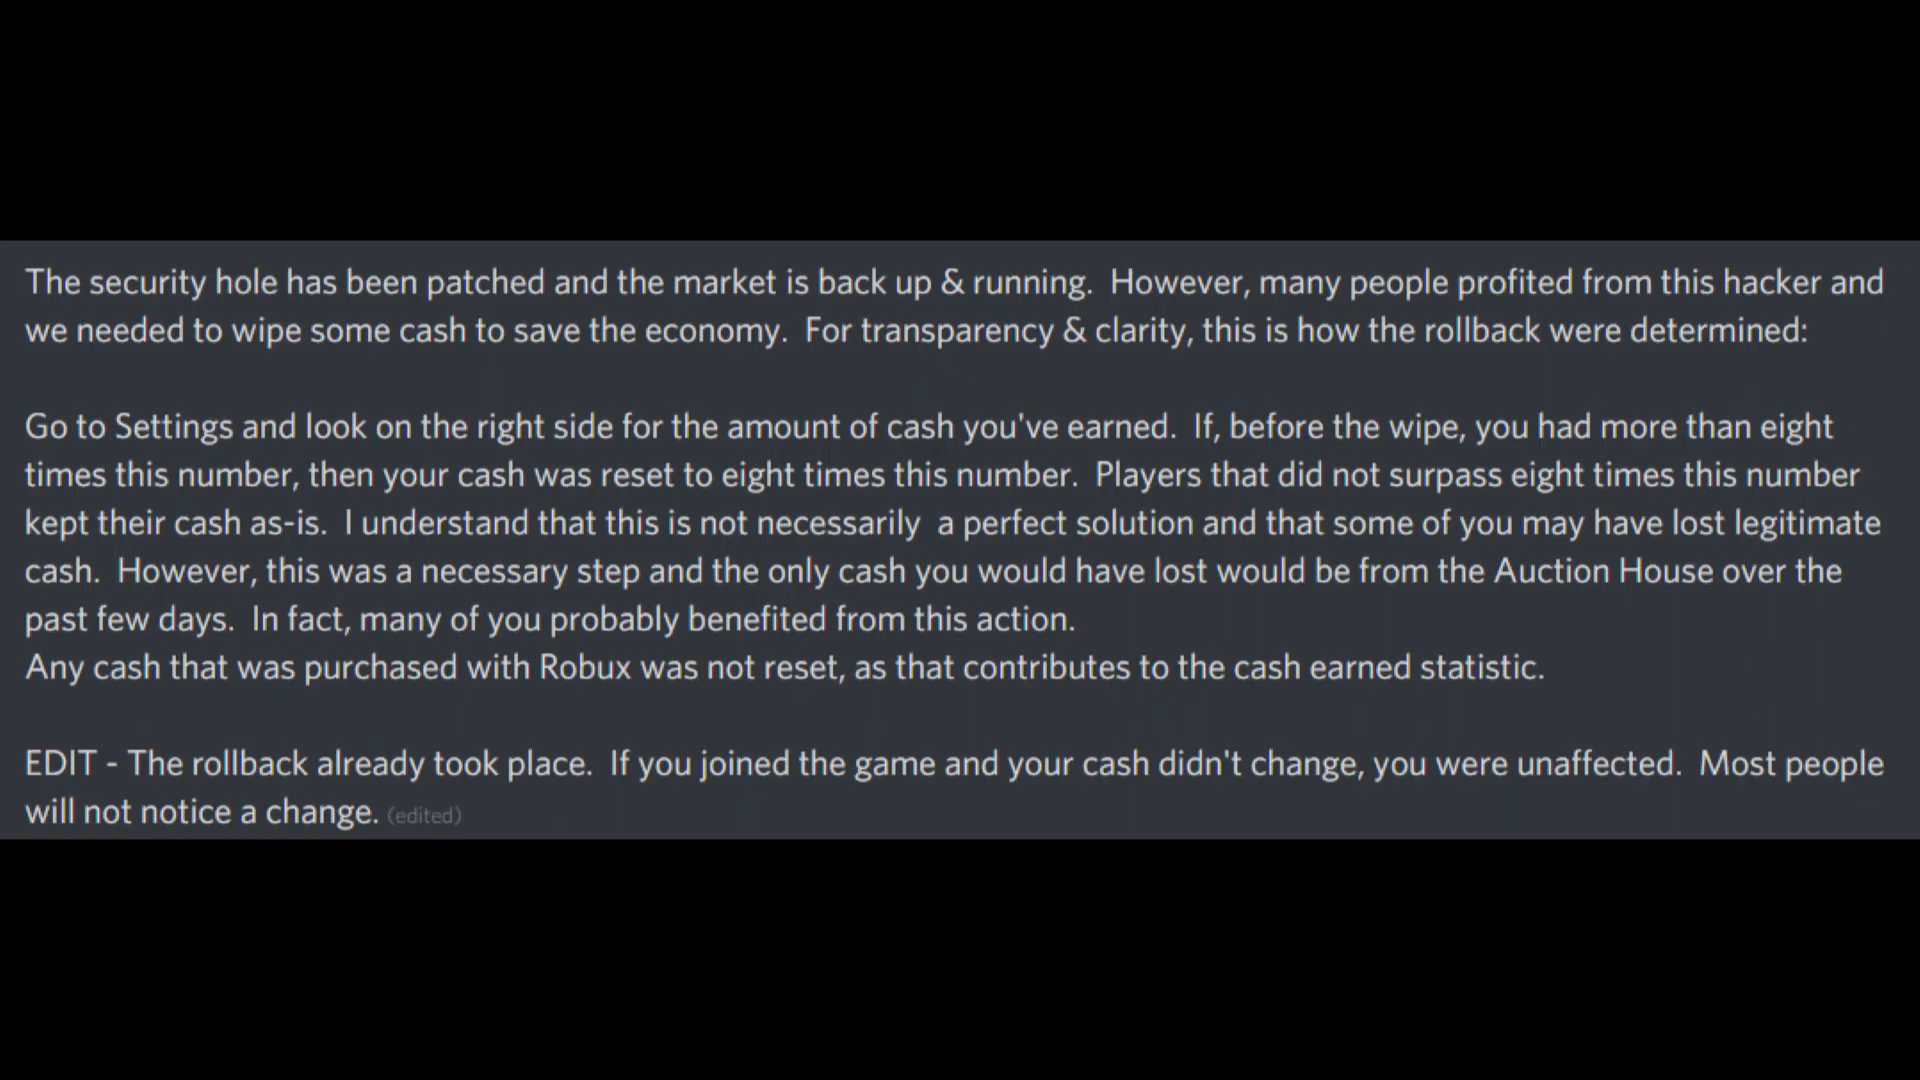 The security hole has been patched and the market is back up & running.  However, many people profited from this hacker and
we needed to wipe some cash to save the economy.  For transparency & clarity, this is how the rollback were determined:
Go to Settings and look on the right side for the amount of cash you've earned.  If, before the wipe, you had more than eight
times this number, then your cash was reset to eight times this number.  Players that did not surpass eight times this number
kept their cash as-is.  I understand that this is not necessarily  a perfect solution and that some of you may have lost legitimate
cash.  However, this was a necessary step and the only cash you would have lost would be from the Auction House over the
past few days.  In fact, many of you probably benefited from this action.
Any cash that was purchased with Robux was not reset, as that contributes to the cash earned statistic.
EDIT - The rollback already took place.  If you joined the game and your cash didn't change, you were unaffected.  Most people
will not notice a change. (edited)